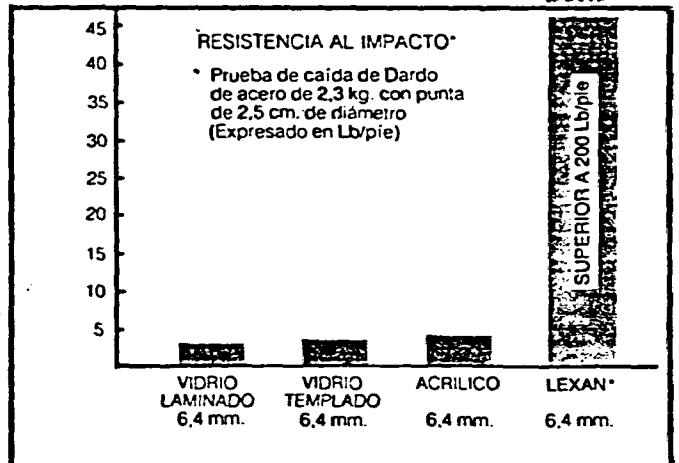 RESISTENCIA AL IMPACTO*
* Prueba de caída de Dardo
de acero de 2,3 kg. con punta
de 2.5 cm. de diámetro
(Expresado en Lb/pie)
45
40
35
30
25
20
15
10
5
SUPERIOR A 200 Lb/pie
VIDRIO
LAMINADO
6,4 mm.
VIDRIO
TEMPLADO
6,4 mm.
ACRILICO
6,4 mm.
LEXAN*
6,4 mm.